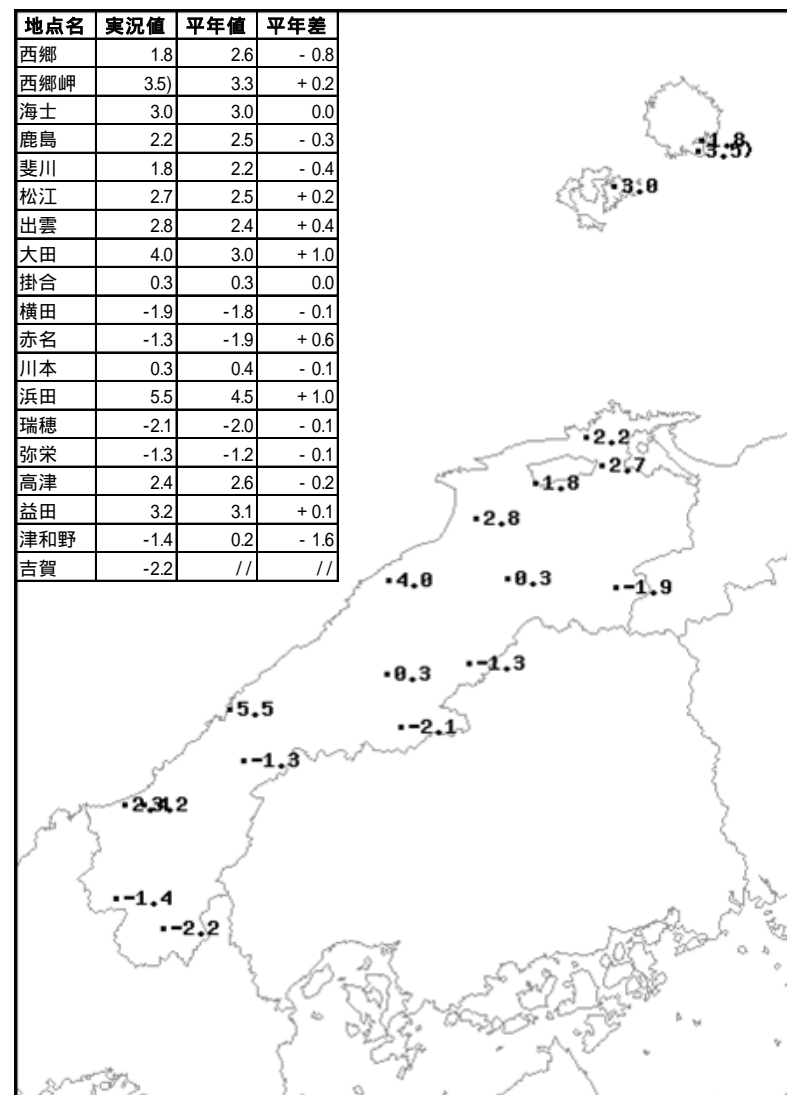 地点名 実況値 平年値 平年差
西郷 1.8 2.6 - 0.8
西郷岬 3.5) 3.3 + 0.2
海士 3.0 3.0 0.0
鹿島 2.2 2.5 - 0.3
斐川 1.8 2.2 - 0.4
松江 2.7 2.5 + 0.2
出雲 2.8 2.4 + 0.4
大田 4.0 3.0 + 1.0
掛合 0.3 0.3 0.0
横田 -1.9 -1.8 - 0.1
赤名 -1.3 -1.9 + 0.6
川本 0.3 0.4 - 0.1
浜田 5.5 4.5 + 1.0
瑞穂 -2.1 -2.0 - 0.1
弥栄 -1.3 -1.2 - 0.1
高津 2.4 2.6 - 0.2
益田 3.2 3.1 + 0.1
津和野 -1.4 0.2 - 1.6
吉賀 -2.2 // //
1.8
3.5)
3.0
2.2
2.7
1.8
2.8
4.0
0.3
-1.9
-1.3
0.3
5.5
-2.1
-1.3
-1.4
-2.2